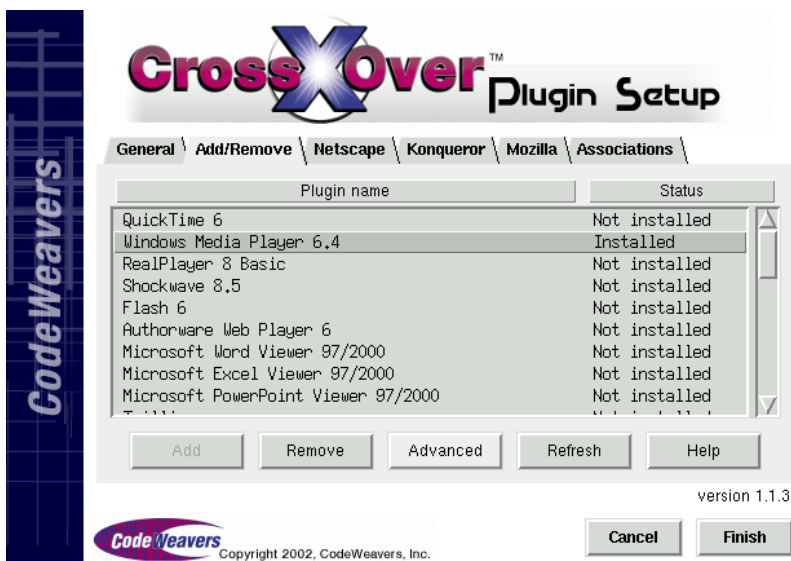 CrossOver™
Plugin Setup
CodeWeavers
General Add/Remove Netscape Konqueror Mozilla Associations
Plugin name Status
QuickTime 6 Not installed
Windows Media Player 6.4 Installed
RealPlayer 8 Basic Not installed
Shockwave 8.5 Not installed
Flash 6 Not installed
Authorware Web Player 6 Not installed
Microsoft Word Viewer 97/2000 Not installed
Microsoft Excel Viewer 97/2000 Not installed
Microsoft PowerPoint Viewer 97/2000 Not installed
Add Remove Advanced Refresh Help
version 1.1.3
CodeWeavers Copyright 2002, CodeWeavers, Inc.
Cancel Finish